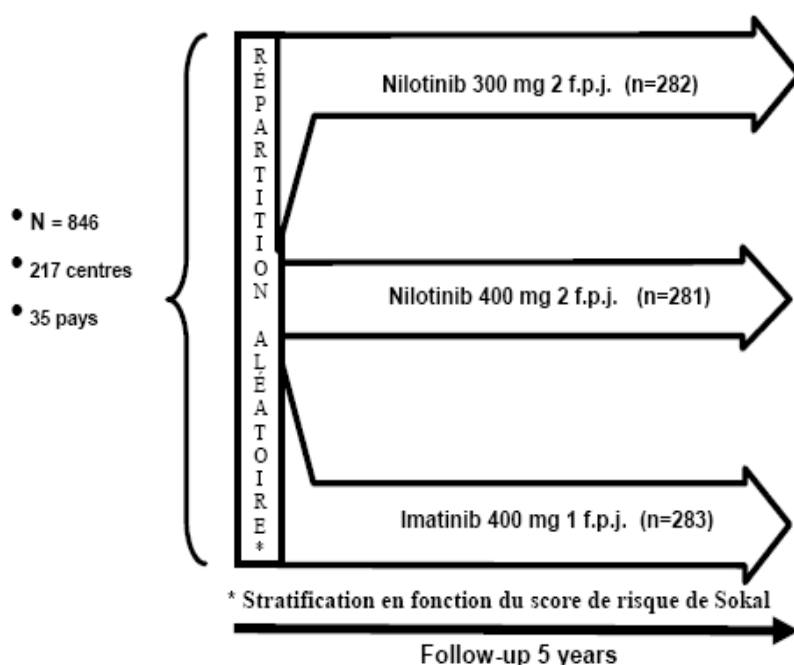 • N = 846
• 217 centres
• 35 pays
RÉPARTITION ALÉATOIRE*
Nilotinib 300 mg 2 f.p.j. (n=282)
Nilotinib 400 mg 2 f.p.j. (n=281)
Imatinib 400 mg 1 f.p.j. (n=283)
* Stratification en fonction du score de risque de Sokal
Follow-up 5 years